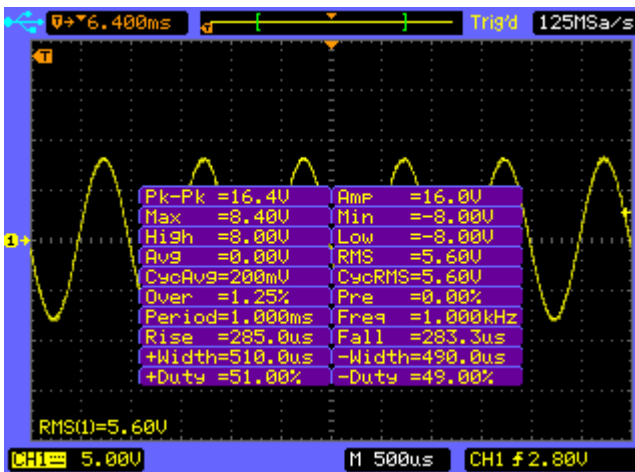 6.400ms Trig'd 125MSa/s
T
Pk-Pk =16.4V Amp =16.0V
Max =8.40V Min =-8.00V
High =8.00V Low =-8.00V
Avg =0.00V RMS =5.60V
CycAvg=200mV CycRMS=5.60V
Over =1.25% Pre =0.00%
Period=1.000ms Freq =1.000kHz
Rise =285.0us Fall =283.3us
+Width=510.0us -Width=490.0us
+Duty =51.00% -Duty =49.00%
1
RMS(1)=5.60V
CH1 5.00V M 500us CH1 2.80V